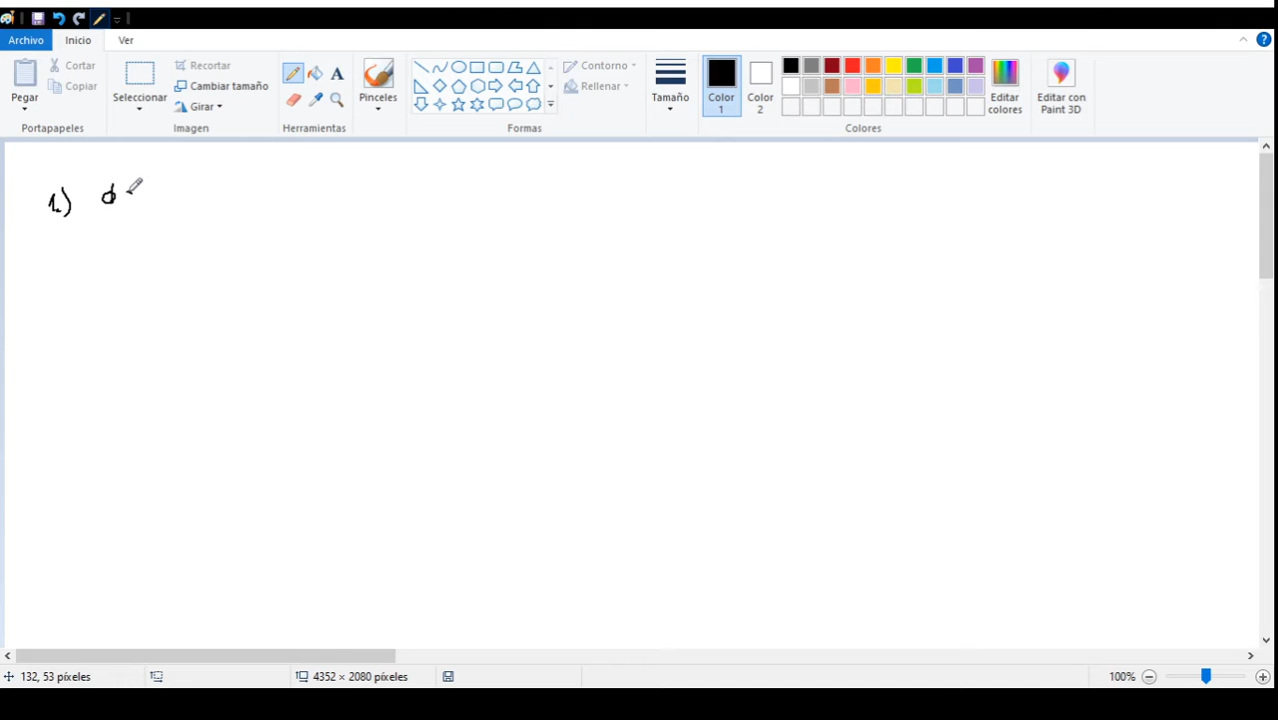 Archivo Inicio Ver
Pegar
Cortar
Copiar
Portapapeles
Seleccionar
Recortar
Cambiar tamaño
Girar
Imagen
A
Herramientas
Pinceles
Contorno
Rellenar
Formas
Tamaño
Color
1
Color
2
Editar
colores
Editar con
Paint 3D
Colores
1.) d
132, 53 píxeles 4352 × 2080 píxeles 100%